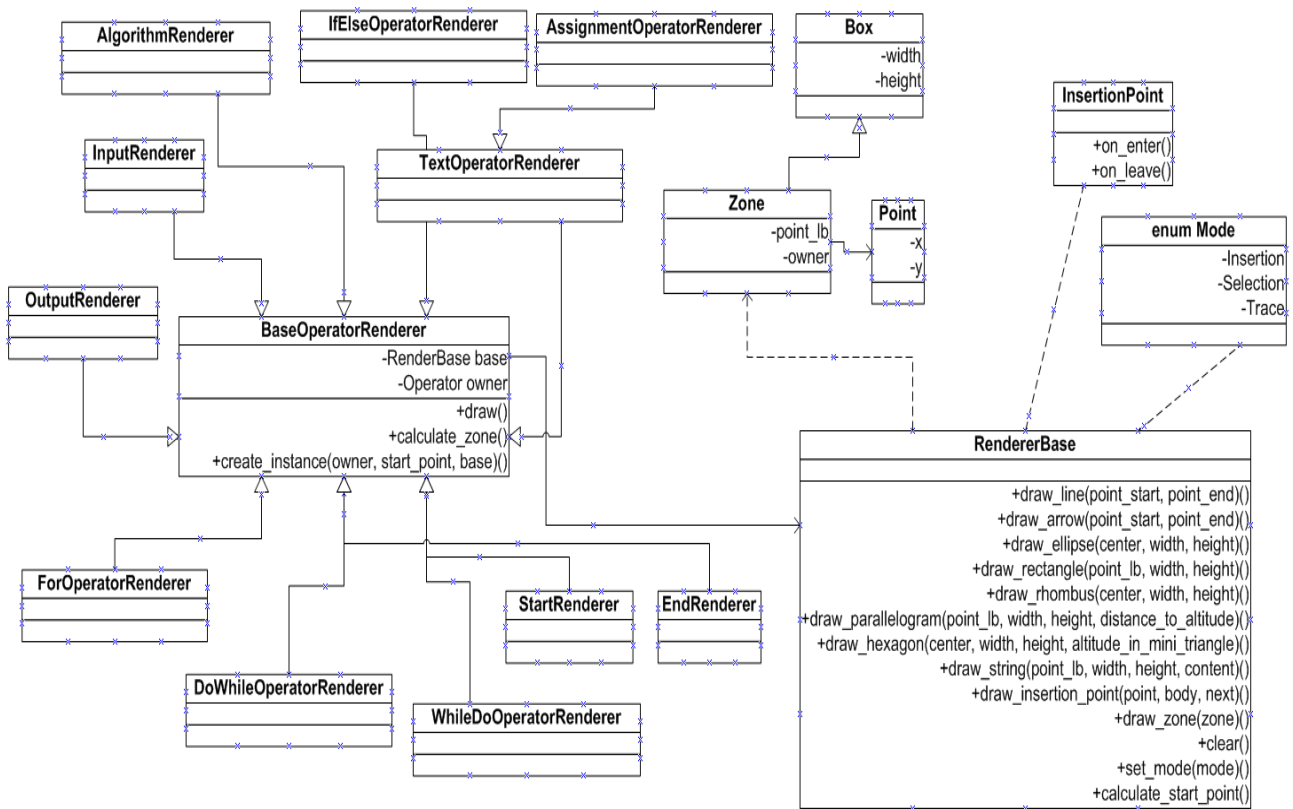 AlgorithmRenderer
IfElseOperatorRenderer
AssignmentOperatorRenderer
Box
-width
-height
InsertionPoint
+on_enter()
+on_leave()
InputRenderer
TextOperatorRenderer
Zone
-point_lb
-owner
Point
-x
-y
enum Mode
-Insertion
-Selection
-Trace
OutputRenderer
BaseOperatorRenderer
-RenderBase base
-Operator owner
+draw()
+calculate_zone()
+create_instance(owner, start_point, base)()
RendererBase
+draw_line(point_start, point_end)()
+draw_arrow(point_start, point_end)()
+draw_ellipse(center, width, height)()
+draw_rectangle(point_lb, width, height)()
+draw_rhombus(center, width, height)()
+draw_parallelogram(point_lb, width, height, distance_to_altitude)()
+draw_hexagon(center, width, height, altitude_in_mini_triangle)()
+draw_string(point_lb, width, height, content)()
+draw_insertion_point(point, body, next)()
+draw_zone(zone)()
+clear()
+set_mode(mode)()
+calculate_start_point()
ForOperatorRenderer
StartRenderer
EndRenderer
DoWhileOperatorRenderer
WhileDoOperatorRenderer